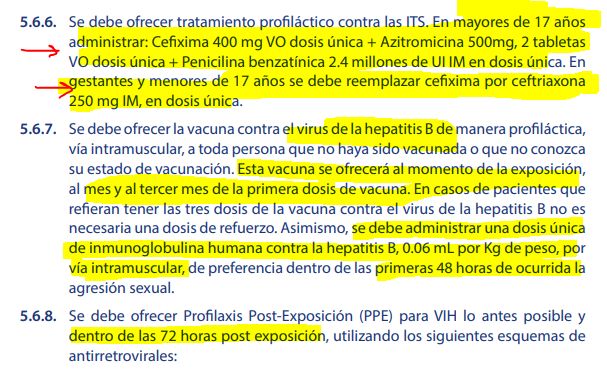 5.6.6. Se debe ofrecer tratamiento profiláctico contra las ITS. En mayores de 17 años
administrar: Cefixima 400 mg VO dosis única + Azitromicina 500mg, 2 tabletas
VO dosis única + Penicilina benzatínica 2.4 millones de UI IM en dosis única. En
gestantes y menores de 17 años se debe reemplazar cefixima por ceftriaxona
250 mg IM, en dosis única.
5.6.7. Se debe ofrecer la vacuna contra el virus de la hepatitis B de manera profiláctica,
vía intramuscular, a toda persona que no haya sido vacunada o que no conozca
su estado de vacunación. Esta vacuna se ofrecerá al momento de la exposición,
al mes y al tercer mes de la primera dosis de vacuna. En casos de pacientes que
refieran tener las tres dosis de la vacuna contra el virus de la hepatitis B no es
necesaria una dosis de refuerzo. Asimismo, se debe administrar una dosis única
de inmunoglobulina humana contra la hepatitis B, 0.06 mL por Kg de peso, por
vía intramuscular, de preferencia dentro de las primeras 48 horas de ocurrida la
agresión sexual.
5.6.8. Se debe ofrecer Profilaxis Post-Exposición (PPE) para VIH lo antes posible y
dentro de las 72 horas post exposición, utilizando los siguientes esquemas de
antirretrovirales: